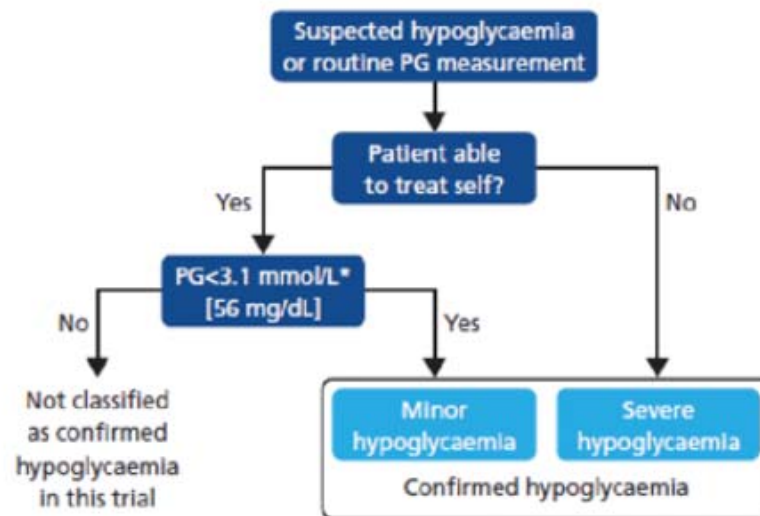 Suspected hypoglycaemia
or routine PG measurement
Patient able
to treat self?
Yes
No
PG<3.1 mmol/L*
[56 mg/dL]
No
Yes
Not classified
as confirmed
hypoglycaemia
in this trial
Minor
hypoglycaemia
Severe
hypoglycaemia
Confirmed hypoglycaemia